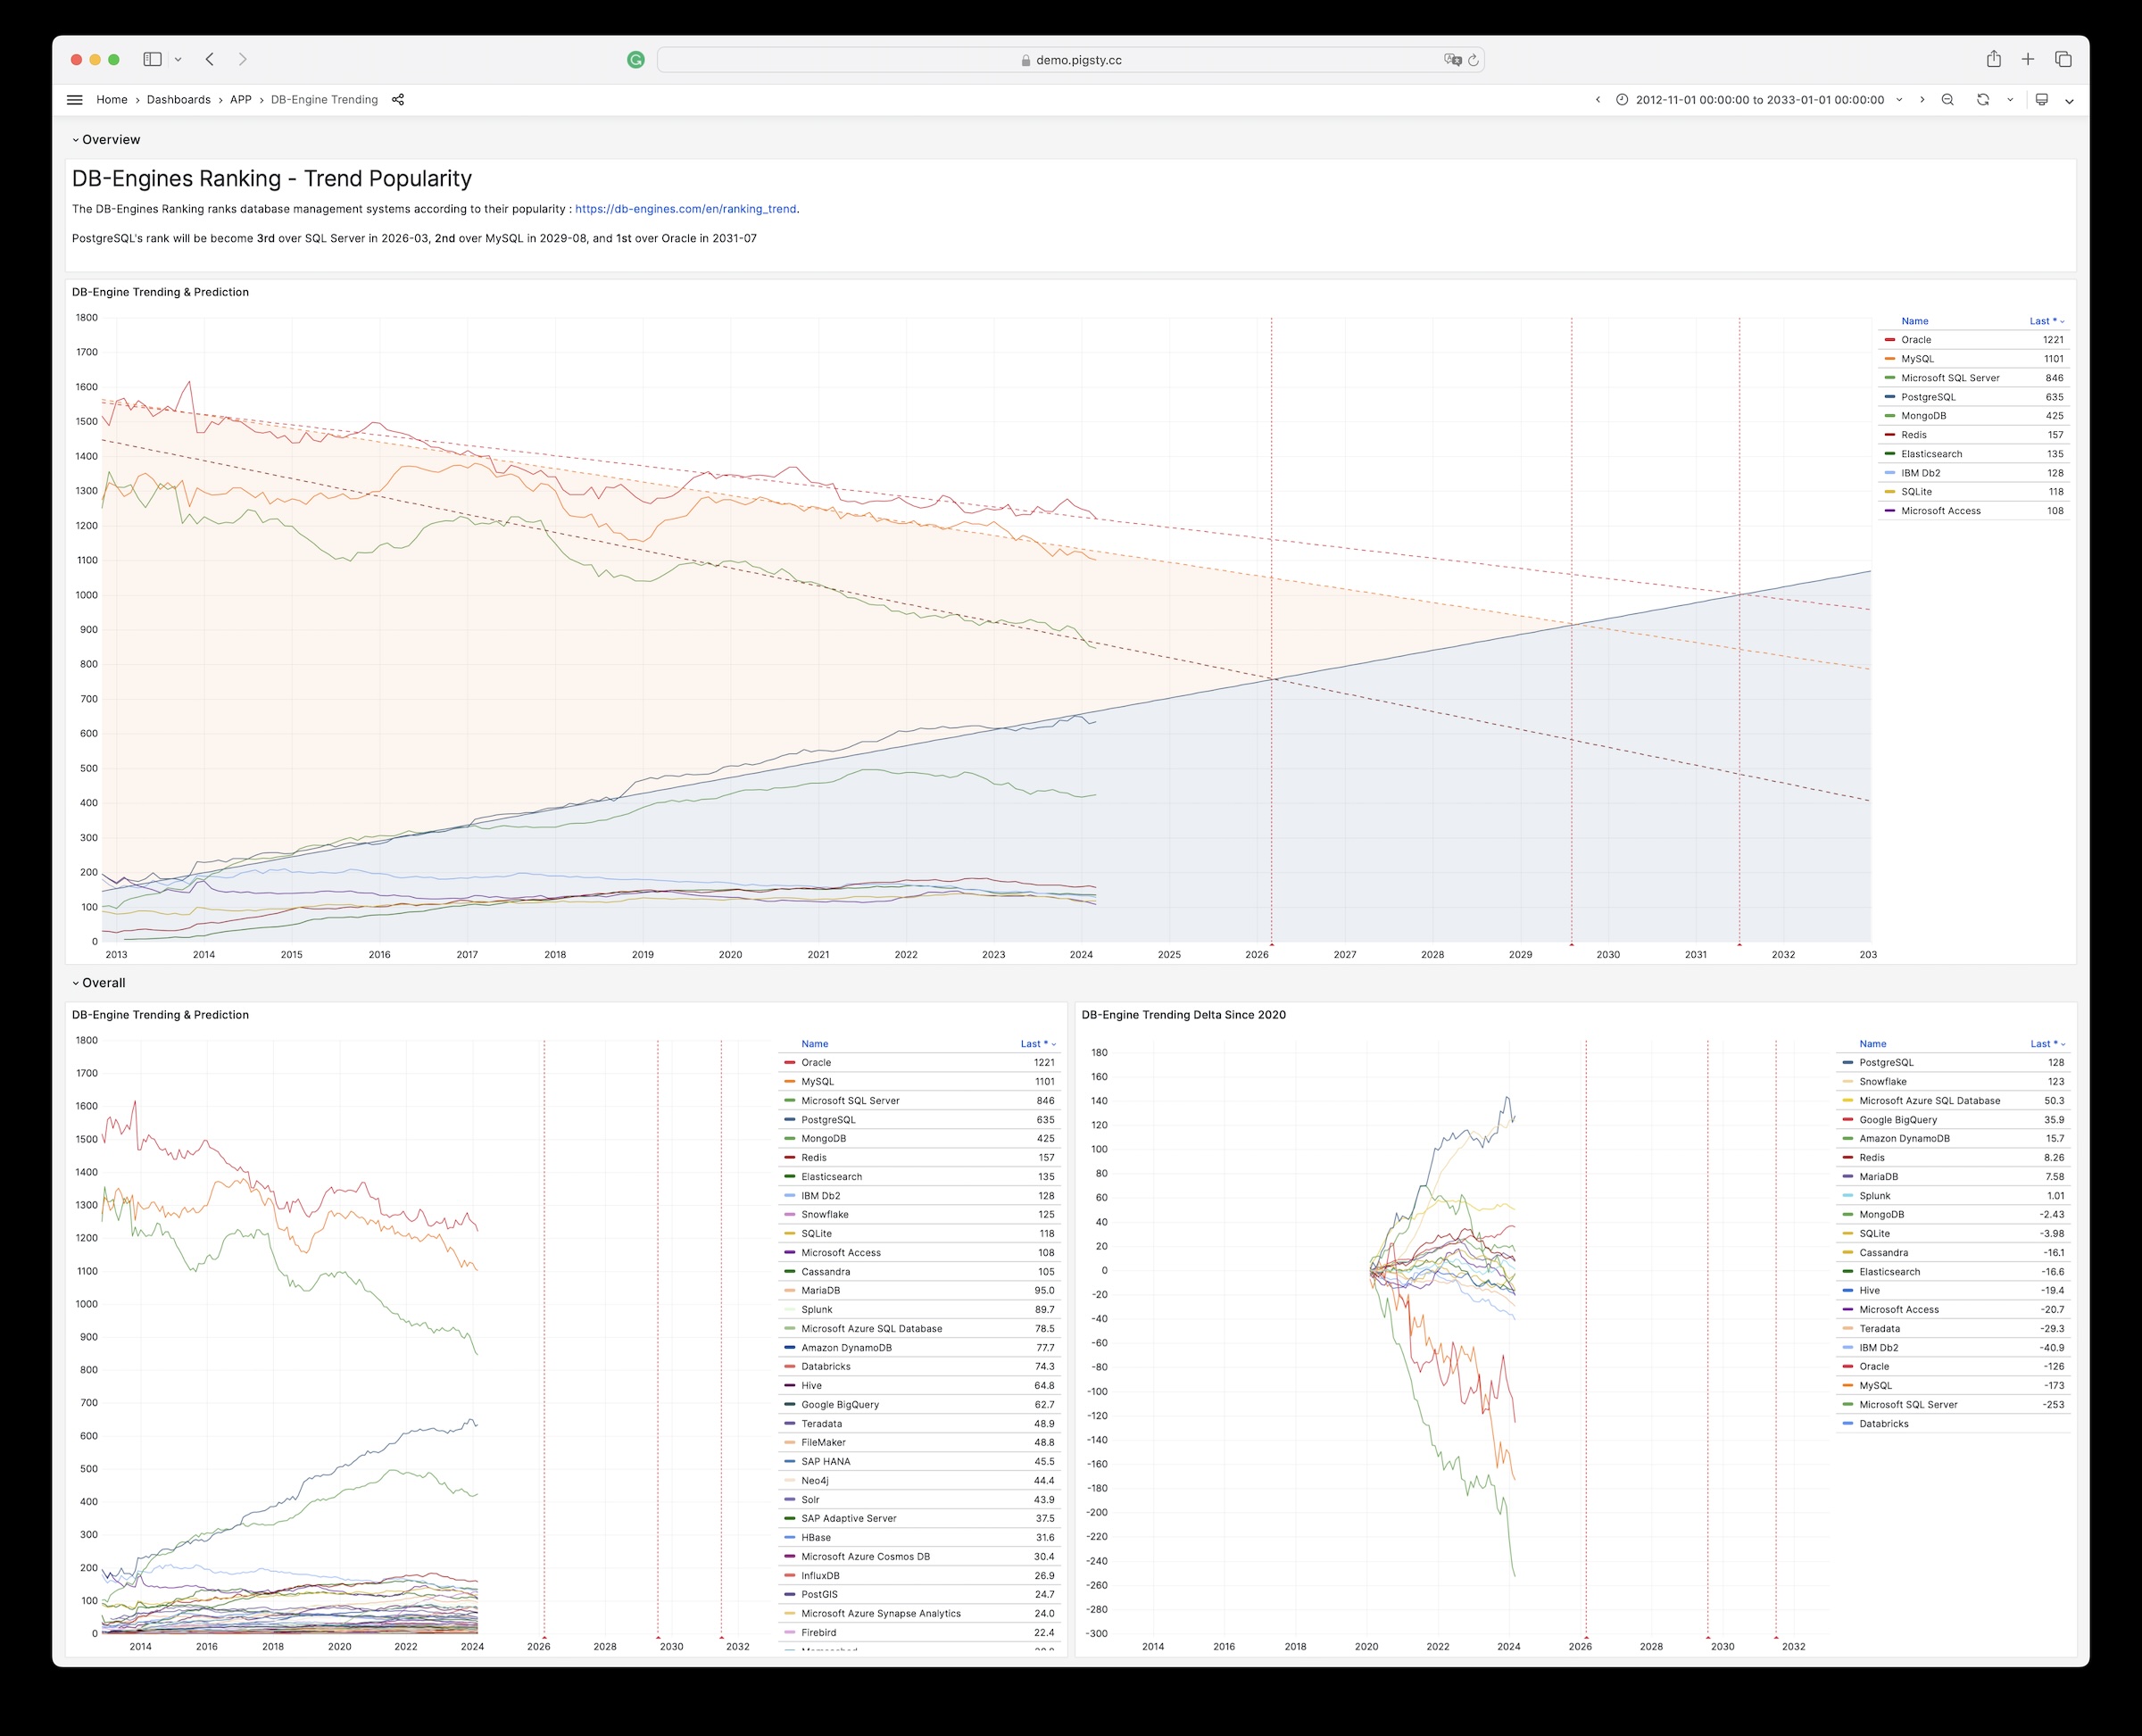 demo.pigsty.cc
Home › Dashboards › APP › DB-Engine Trending
2012-11-01 00:00:00 to 2033-01-01 00:00:00
Overview
DB-Engines Ranking - Trend Popularity
The DB-Engines Ranking ranks database management systems according to their popularity : https://db-engines.com/en/ranking_trend.
PostgreSQL's rank will be become 3rd over SQL Server in 2026-03, 2nd over MySQL in 2029-08, and 1st over Oracle in 2031-07
DB-Engine Trending & Prediction
1800
1700
1600
1500
1400
1300
1200
1100
1000
900
800
700
600
500
400
300
200
100
0
2013 2014 2015 2016 2017 2018 2019 2020 2021 2022 2023 2024 2025 2026 2027 2028 2029 2030 2031 2032 203
Name Last *
Oracle 1221
MySQL 1101
Microsoft SQL Server 846
PostgreSQL 635
MongoDB 425
Redis 157
Elasticsearch 135
IBM Db2 128
SQLite 118
Microsoft Access 108
Overall
DB-Engine Trending & Prediction
1800
1700
1600
1500
1400
1300
1200
1100
1000
900
800
700
600
500
400
300
200
100
0
2014 2016 2018 2020 2022 2024 2026 2028 2030 2032
Name Last *
Oracle 1221
MySQL 1101
Microsoft SQL Server 846
PostgreSQL 635
MongoDB 425
Redis 157
Elasticsearch 135
IBM Db2 128
Snowflake 125
SQLite 118
Microsoft Access 108
Cassandra 105
MariaDB 95.0
Splunk 89.7
Microsoft Azure SQL Database 78.5
Amazon DynamoDB 77.7
Databricks 74.3
Hive 64.8
Google BigQuery 62.7
Teradata 48.9
FileMaker 48.8
SAP HANA 45.5
Neo4j 44.4
Solr 43.9
SAP Adaptive Server 37.5
HBase 31.6
Microsoft Azure Cosmos DB 30.4
InfluxDB 26.9
PostGIS 24.7
Microsoft Azure Synapse Analytics 24.0
Firebird 22.4
DB-Engine Trending Delta Since 2020
180
160
140
120
100
80
60
40
20
0
-20
-40
-60
-80
-100
-120
-140
-160
-180
-200
-220
-240
-260
-280
-300
2014 2016 2018 2020 2022 2024 2026 2028 2030 2032
Name Last *
PostgreSQL 128
Snowflake 123
Microsoft Azure SQL Database 50.3
Google BigQuery 35.9
Amazon DynamoDB 15.7
Redis 8.26
MariaDB 7.58
Splunk 1.01
MongoDB -2.43
SQLite -3.98
Cassandra -16.1
Elasticsearch -16.6
Hive -19.4
Microsoft Access -20.7
Teradata -29.3
IBM Db2 -40.9
Oracle -126
MySQL -173
Microsoft SQL Server -253
Databricks